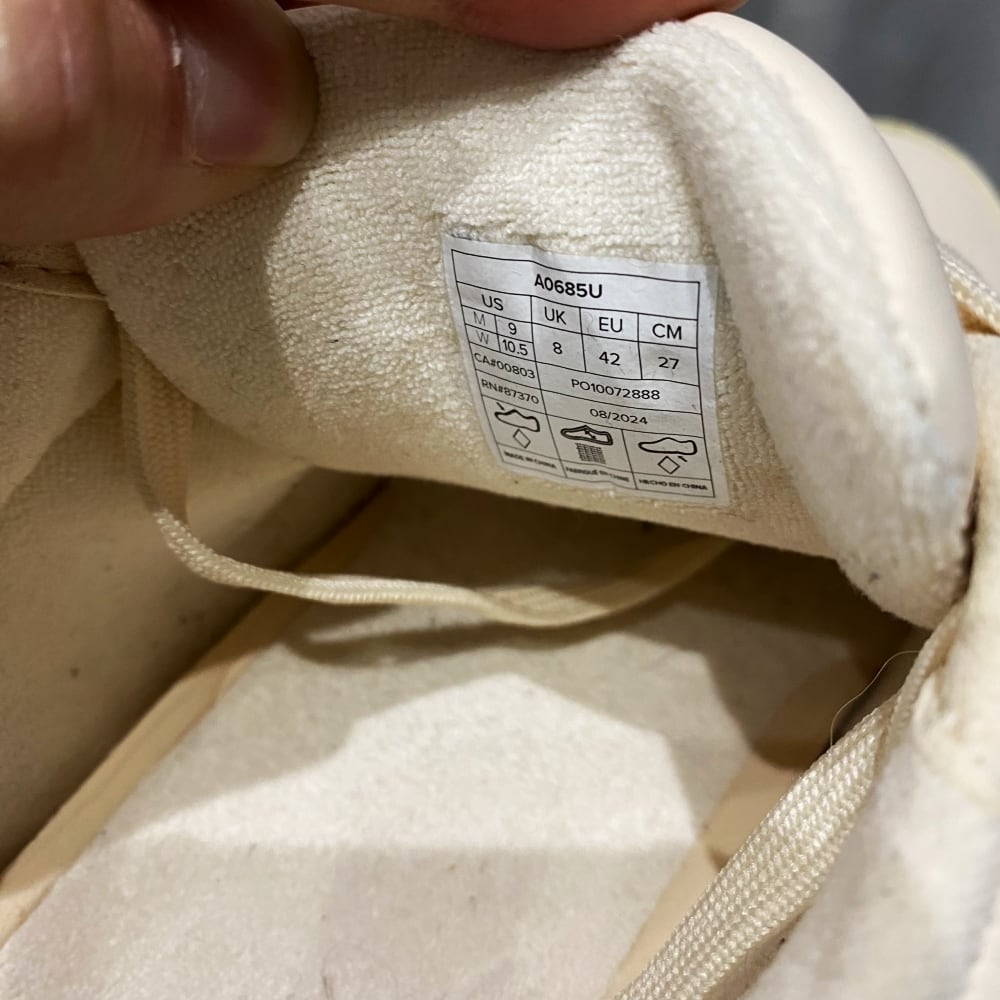 A0685U
US UK EU CM
M 9
W 10.5 8 42 27
CA#00803 PO10072888
RN#87370 08/2024
MADE IN CHINA FABRIQUÉ EN CHINE HECHO EN CHINA